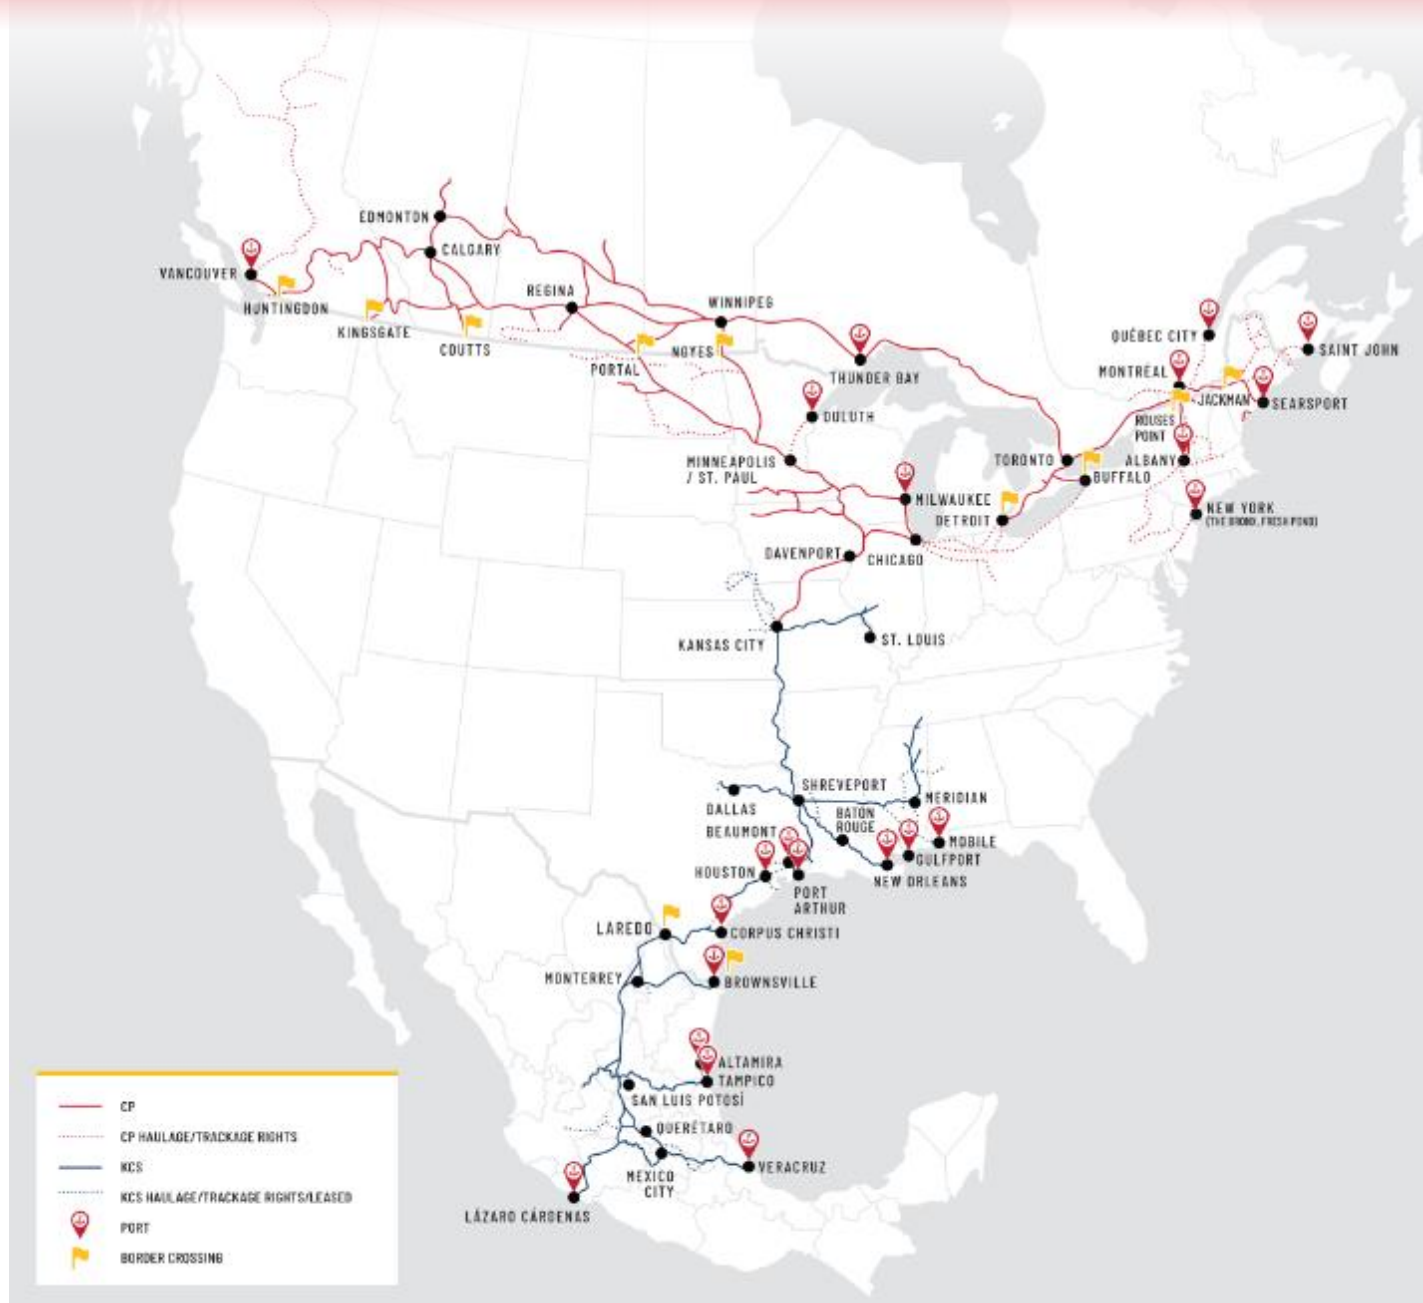 EDMONTON
CALGARY
VANCOUVER
HUNTINGDON
REGINA
WINNIPEG
KINGSGATE
COUTTS
PORTAL
NOYES
THUNDER BAY
QUÉBEC CITY
SAINT JOHN
MONTRÉAL
JACKMAN
SEARSPORT
DULUTH
ROUSES
POINT
MINNEAPOLIS
/ ST. PAUL
TORONTO
ALBANY
BUFFALO
MILWAUKEE
DETROIT
NEW YORK
(THE BRONX, FRESH POND)
DAVENPORT
CHICAGO
KANSAS CITY
ST. LOUIS
SHREVEPORT
DALLAS
MERIDIAN
BATON
ROUGE
BEAUMONT
MOBILE
GULFPORT
HOUSTON
NEW ORLEANS
PORT
ARTHUR
LAREDO
CORPUS CHRISTI
MONTERREY
BROWNSVILLE
ALTAMIRA
TAMPICO
SAN LUIS POTOSÍ
QUERÉTARO
MEXICO
CITY
VERACRUZ
LÁZARO CÁRDENAS
CP
CP HAULAGE/TRACKAGE RIGHTS
KCS
KCS HAULAGE/TRACKAGE RIGHTS/LEASED
PORT
BORDER CROSSING